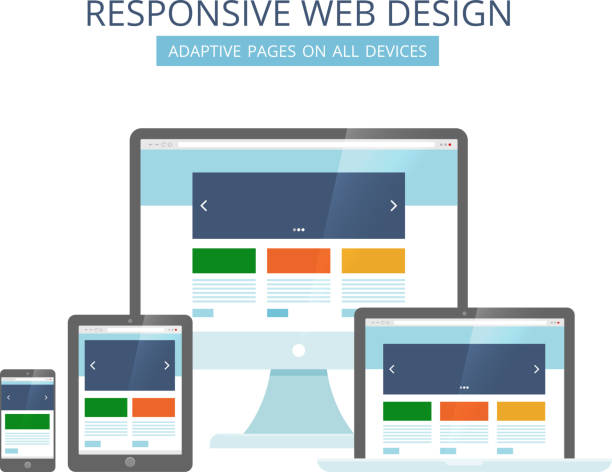 RESPONSIVE WEB DESIGN
ADAPTIVE PAGES ON ALL DEVICES